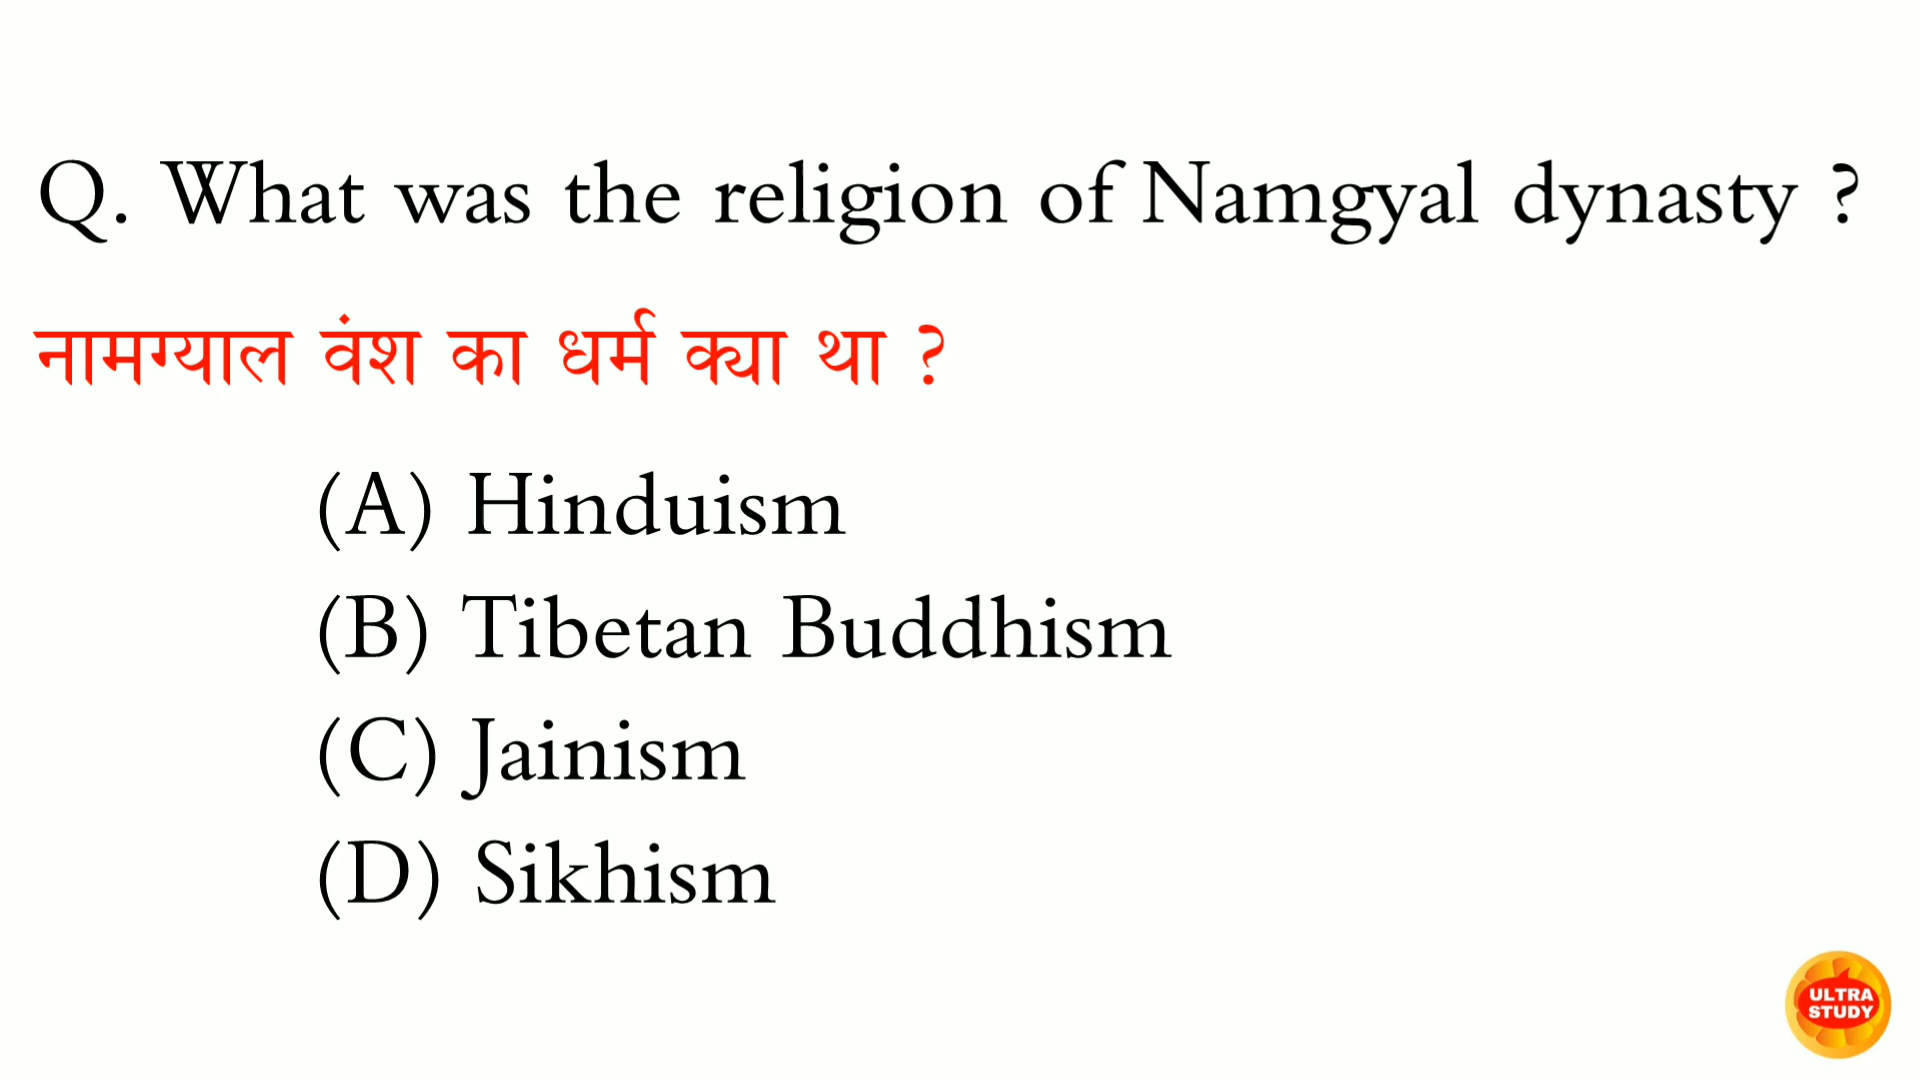 Q. What was the religion of Namgyal dynasty ?
नामग्याल वंश का धर्म क्या था ?
(A) Hinduism
(B) Tibetan Buddhism
(C) Jainism
(D) Sikhism
ULTRA
STUDY